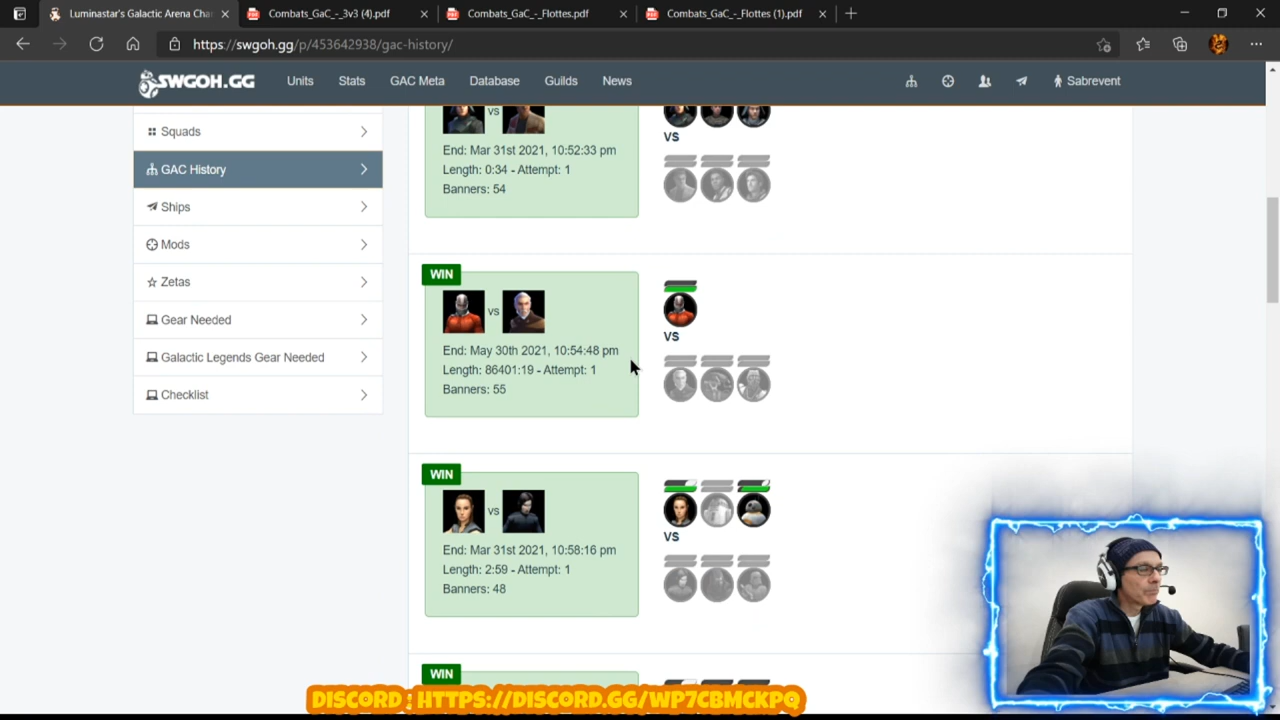 Luminastar's Galactic Arena Cha
Combats_GaC_-_3v3 (4).pdf
Combats_GaC_-_Flottes.pdf
Combats_GaC_-_Flottes (1).pdf
https://swgoh.gg/p/453642938/gac-history/
SWGOH.GG
Units
Stats
GAC Meta
Database
Guilds
News
Sabrevent
Squads
GAC History
Ships
Mods
Zetas
Gear Needed
Galactic Legends Gear Needed
Checklist
vs
End: Mar 31st 2021, 10:52:33 pm
Length: 0:34 - Attempt: 1
Banners: 54
VS
WIN
vs
End: May 30th 2021, 10:54:48 pm
Length: 86401:19 - Attempt: 1
Banners: 55
VS
WIN
vs
End: Mar 31st 2021, 10:58:16 pm
Length: 2:59 - Attempt: 1
Banners: 48
VS
WIN
DISCORD : HTTPS://DISCORD.GG/WP7CBMCKPQ